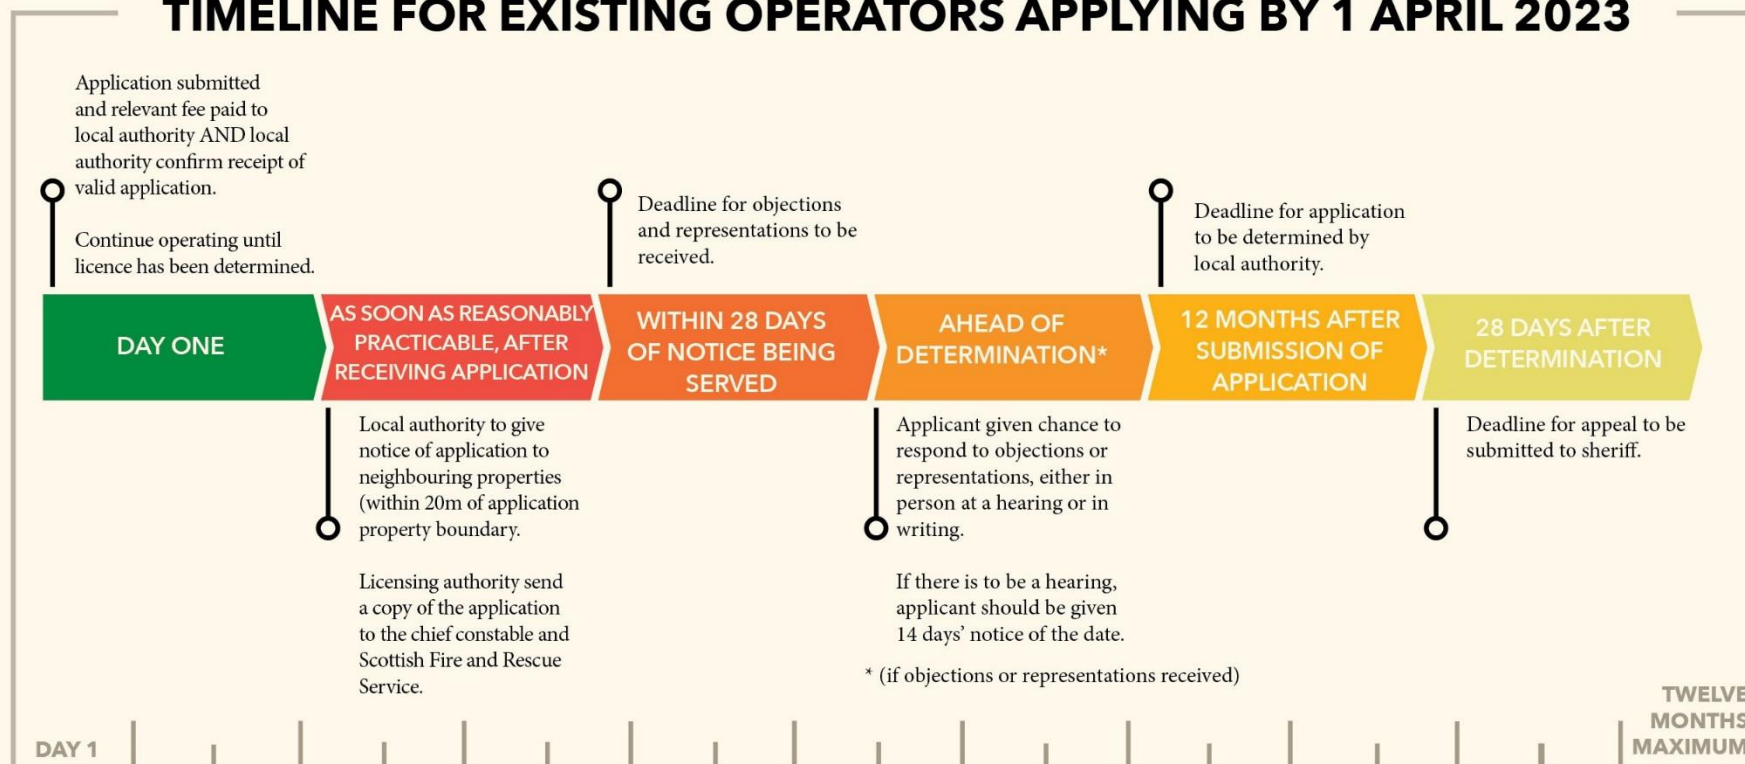 TIMELINE FOR EXISTING OPERATORS APPLYING BY 1 APRIL 2023
Application submitted
and relevant fee paid to
local authority AND local
authority confirm receipt of
valid application.
Continue operating until
licence has been determined.
Deadline for objections
and representations to be
received.
Deadline for application
to be determined by
local authority.
DAY ONE
AS SOON AS REASONABLY
PRACTICABLE, AFTER
RECEIVING APPLICATION
WITHIN 28 DAYS
OF NOTICE BEING
SERVED
AHEAD OF
DETERMINATION*
12 MONTHS AFTER
SUBMISSION OF
APPLICATION
28 DAYS AFTER
DETERMINATION
Local authority to give
notice of application to
neighbouring properties
(within 20m of application
property boundary.
Licensing authority send
a copy of the application
to the chief constable and
Scottish Fire and Rescue
Service.
Applicant given chance to
respond to objections or
representations, either in
person at a hearing or in
writing.
If there is to be a hearing,
applicant should be given
14 days’ notice of the date.
* (if objections or representations received)
Deadline for appeal to be
submitted to sheriff.
DAY 1
TWELVE
MONTHS
MAXIMUM